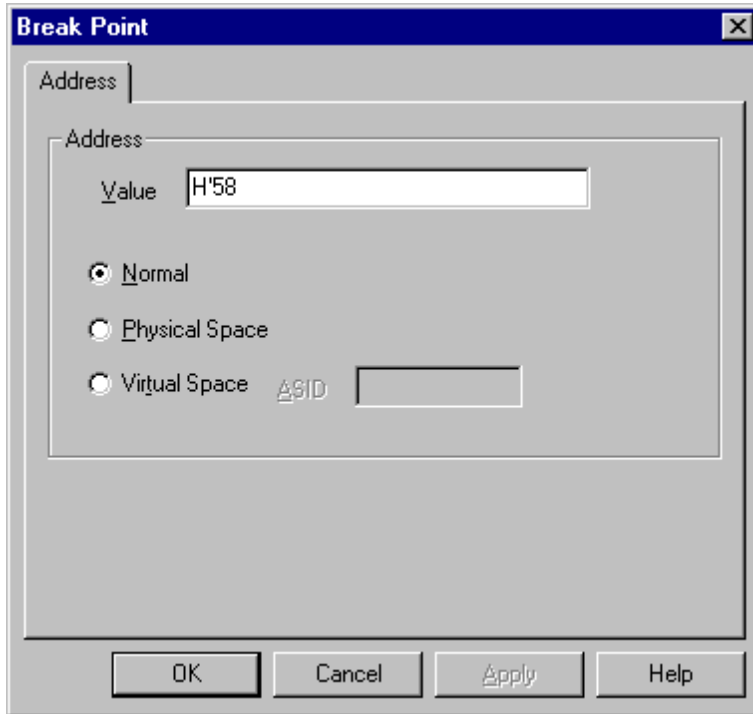 Break Point
Address
Address
Value H'58
Normal
Physical Space
Virtual Space ASID
OK Cancel Apply Help